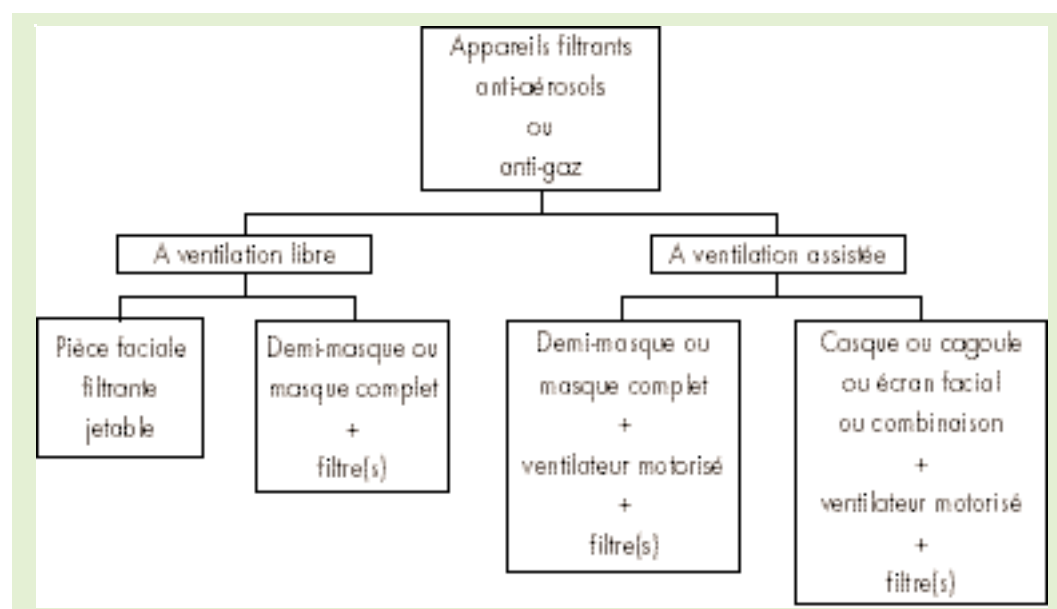 Appareils filtrants
anti-aérosols
ou
anti-gaz
A ventilation libre
A ventilation assistée
Pièce faciale
filtrante
jetable
Demi-masque ou
masque complet
+
filtre(s)
Demi-masque ou
masque complet
+
ventilateur motorisé
+
filtre(s)
Casque ou cagoule
ou écran facial
ou combinaison
+
ventilateur motorisé
+
filtre(s)